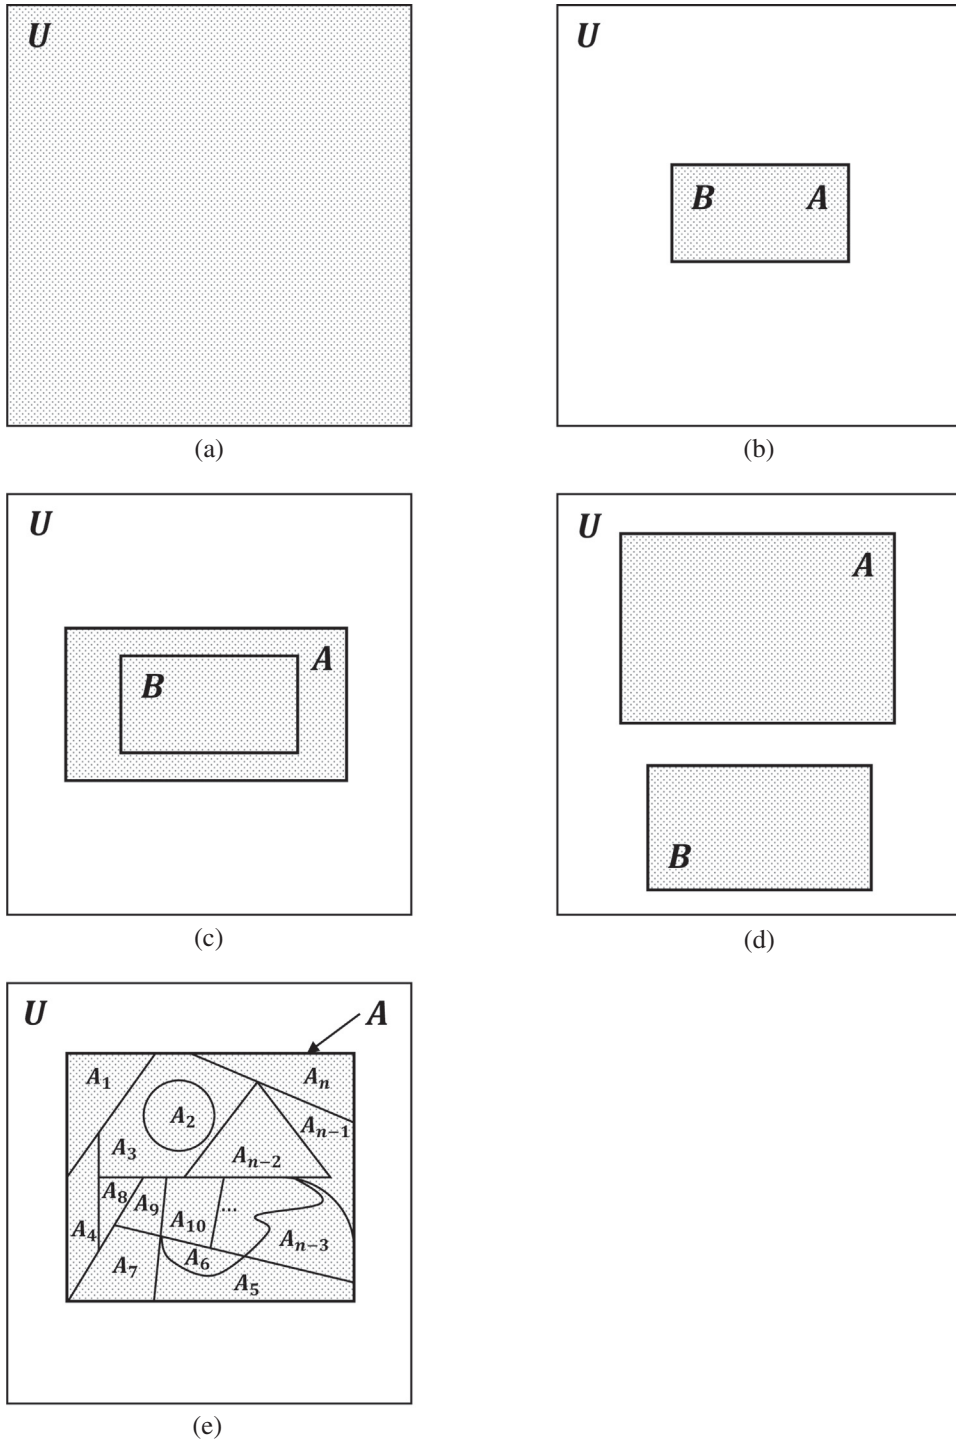 U
U
B A
(a)
(b)
U
A
B
U
A
B
(c)
(d)
U
A
A₁
Aₙ
A₂
Aₙ₋₁
A₃
Aₙ₋₂
A₈
A₉
A₁₀
...
A₄
Aₙ₋₃
A₇
A₆
A₅
(e)